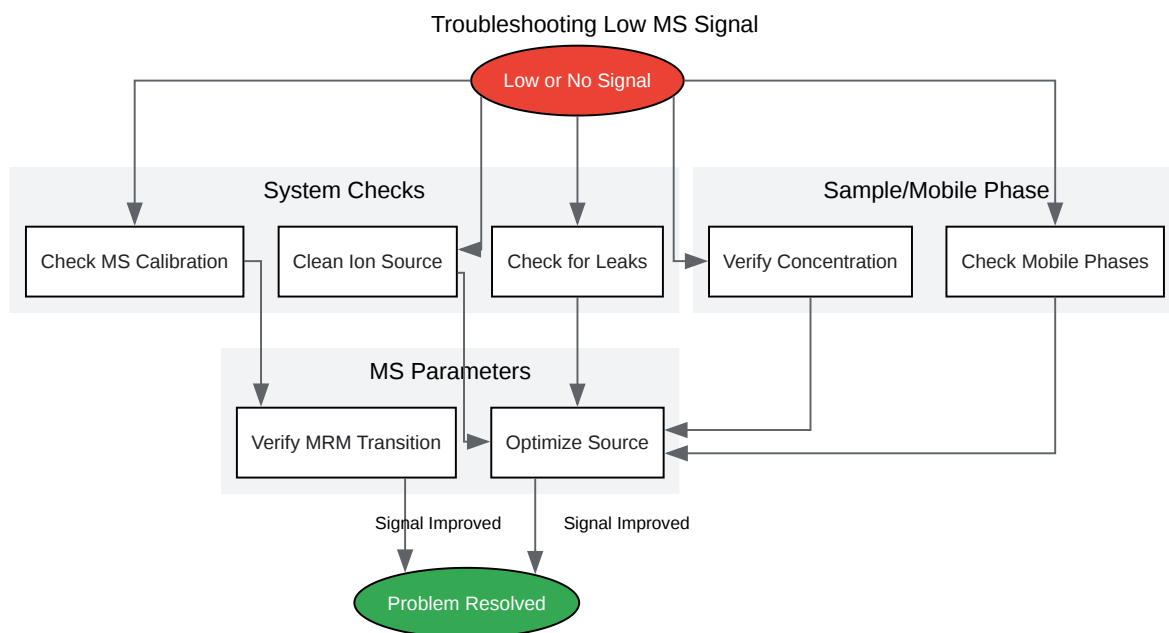 Troubleshooting Low MS Signal
Low or No Signal
System Checks
Sample/Mobile Phase
Check MS Calibration
Clean Ion Source
Check for Leaks
Verify Concentration
Check Mobile Phases
MS Parameters
Verify MRM Transition
Optimize Source
Signal Improved
Signal Improved
Problem Resolved